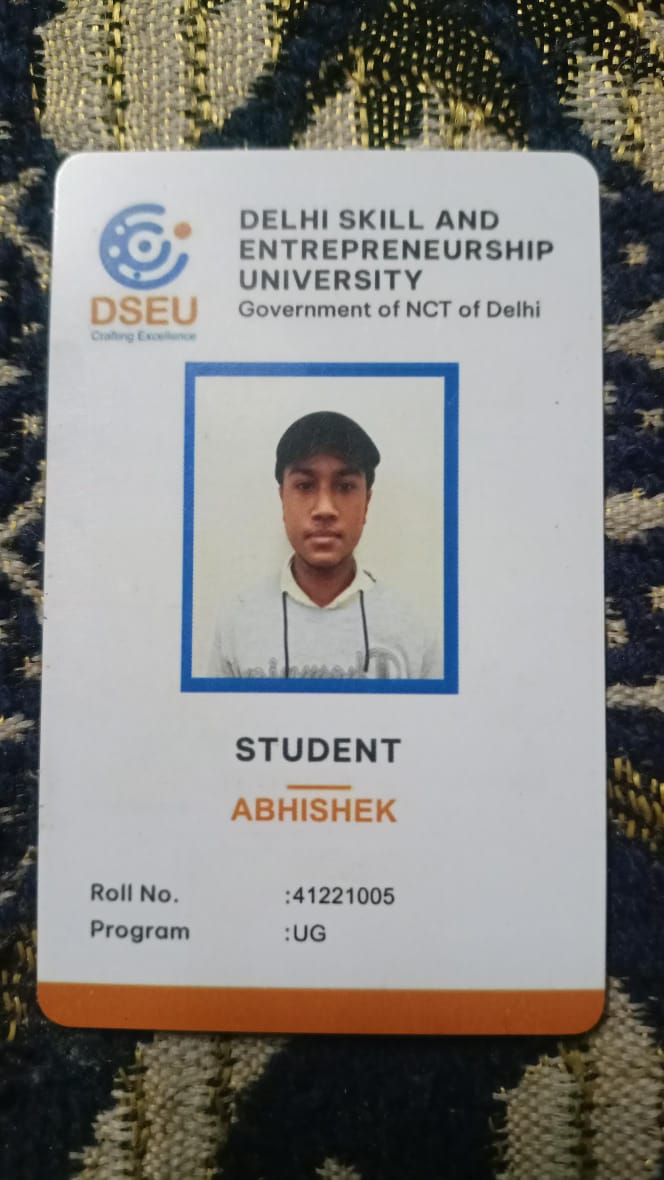 DSEU
Crafting Excellence
DELHI SKILL AND
ENTREPRENEURSHIP
UNIVERSITY
Government of NCT of Delhi
STUDENT
ABHISHEK
Roll No. :41221005
Program :UG